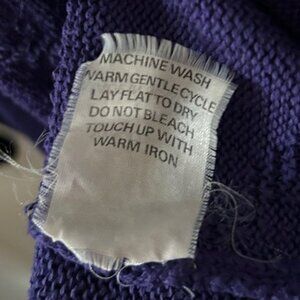 MACHINE WASH
WARM GENTLE CYCLE
LAY FLAT TO DRY
DO NOT BLEACH
TOUCH UP WITH
WARM IRON